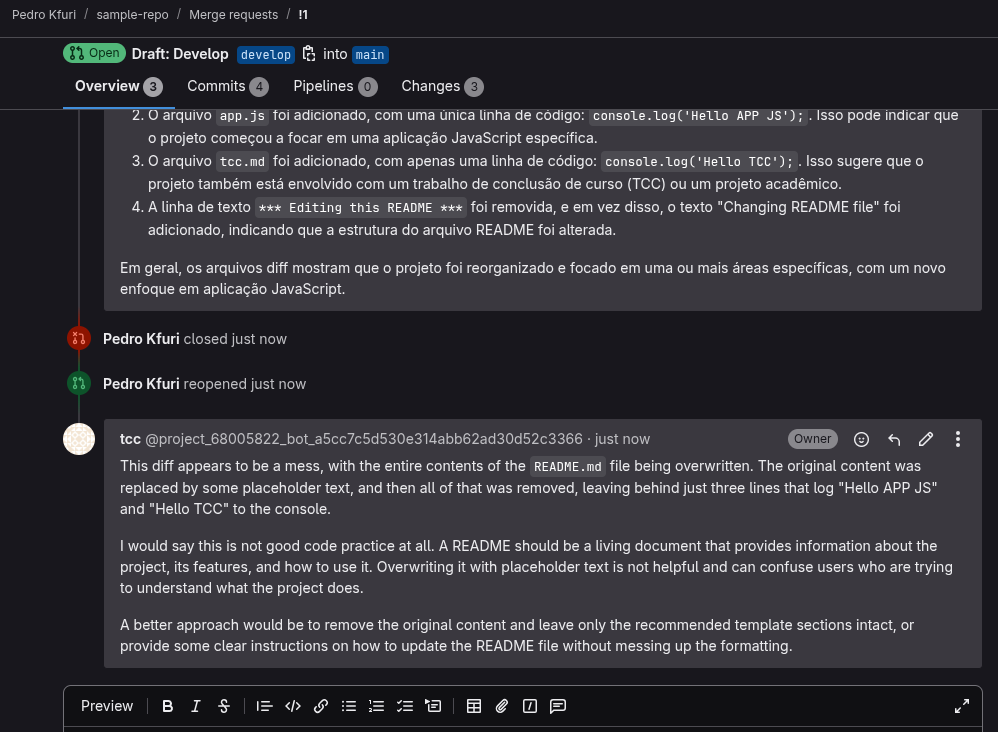 Pedro Kfuri / sample-repo / Merge requests / !1
Open Draft: Develop develop into main
Overview 3 Commits 4 Pipelines 0 Changes 3
2. O arquivo app.js foi adicionado, com uma única linha de código: console.log('Hello APP JS');. Isso pode indicar que
o projeto começou a focar em uma aplicação JavaScript específica.
3. O arquivo tcc.md foi adicionado, com apenas uma linha de código: console.log('Hello TCC');. Isso sugere que o
projeto também está envolvido com um trabalho de conclusão de curso (TCC) ou um projeto acadêmico.
4. A linha de texto *** Editing this README *** foi removida, e em vez disso, o texto "Changing README file" foi
adicionado, indicando que a estrutura do arquivo README foi alterada.
Em geral, os arquivos diff mostram que o projeto foi reorganizado e focado em uma ou mais áreas específicas, com um novo
enfoque em aplicação JavaScript.
Pedro Kfuri closed just now
Pedro Kfuri reopened just now
tcc @project_68005822_bot_a5cc7c5d530e314abb62ad30d52c3366 · just now Owner
This diff appears to be a mess, with the entire contents of the README.md file being overwritten. The original content was
replaced by some placeholder text, and then all of that was removed, leaving behind just three lines that log "Hello APP JS"
and "Hello TCC" to the console.
I would say this is not good code practice at all. A README should be a living document that provides information about the
project, its features, and how to use it. Overwriting it with placeholder text is not helpful and can confuse users who are trying
to understand what the project does.
A better approach would be to remove the original content and leave only the recommended template sections intact, or
provide some clear instructions on how to update the README file without messing up the formatting.
Preview B I S